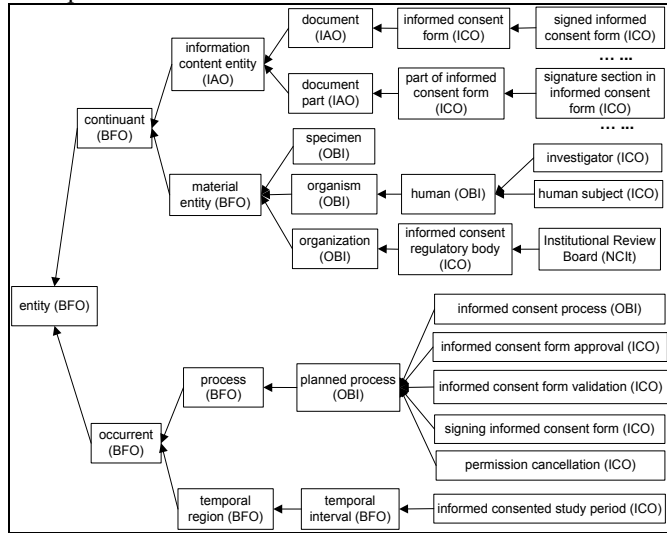 document
(IAO)
informed consent
form (ICO)
signed informed
consent form (ICO)
... ...
information
content entity
(IAO)
document
part (IAO)
part of informed
consent form
(ICO)
signature section in
informed consent
form (ICO)
... ...
continuant
(BFO)
specimen
(OBI)
investigator (ICO)
material
entity (BFO)
organism
(OBI)
human (OBI)
human subject (ICO)
organization
(OBI)
informed consent
regulatory body
(ICO)
Institutional Review
Board (NCIt)
entity (BFO)
informed consent process (OBI)
informed consent form approval (ICO)
process
(BFO)
planned process
(OBI)
informed consent form validation (ICO)
signing informed consent form (ICO)
occurrent
(BFO)
permission cancellation (ICO)
temporal
region (BFO)
temporal
interval (BFO)
informed consented study period (ICO)